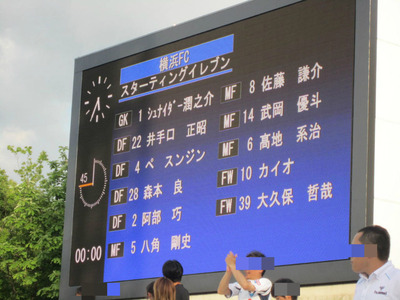 横浜FC
スターティングイレブン
GK 1 シュナイダー潤之介
DF 22 井手口 正昭
DF 4 ペ スンジン
DF 28 森本 良
DF 2 阿部 巧
MF 5 八角 剛史
MF 8 佐藤 謙介
MF 14 武岡 優斗
MF 6 高地 系治
FW 10 カイオ
FW 39 大久保 哲哉
45
00:00